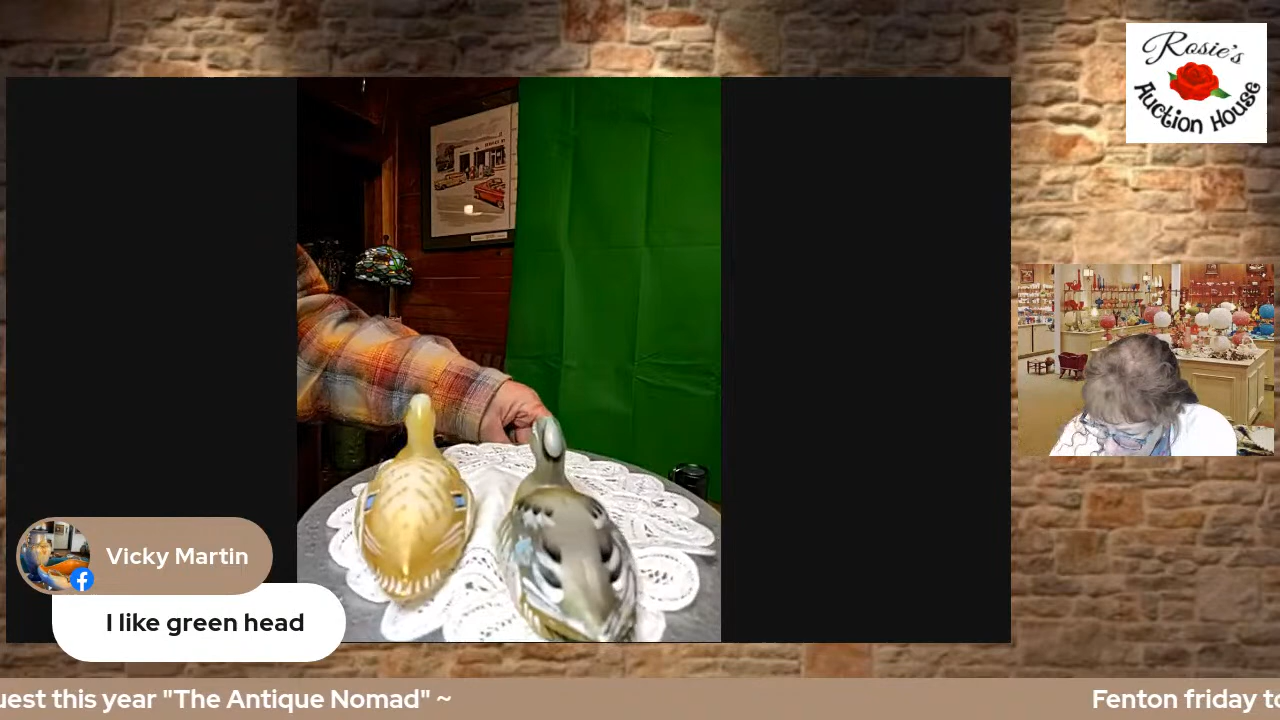 Rosie's
Auction House
Vicky Martin
I like green head
uest this year "The Antique Nomad" ~
Fenton friday to